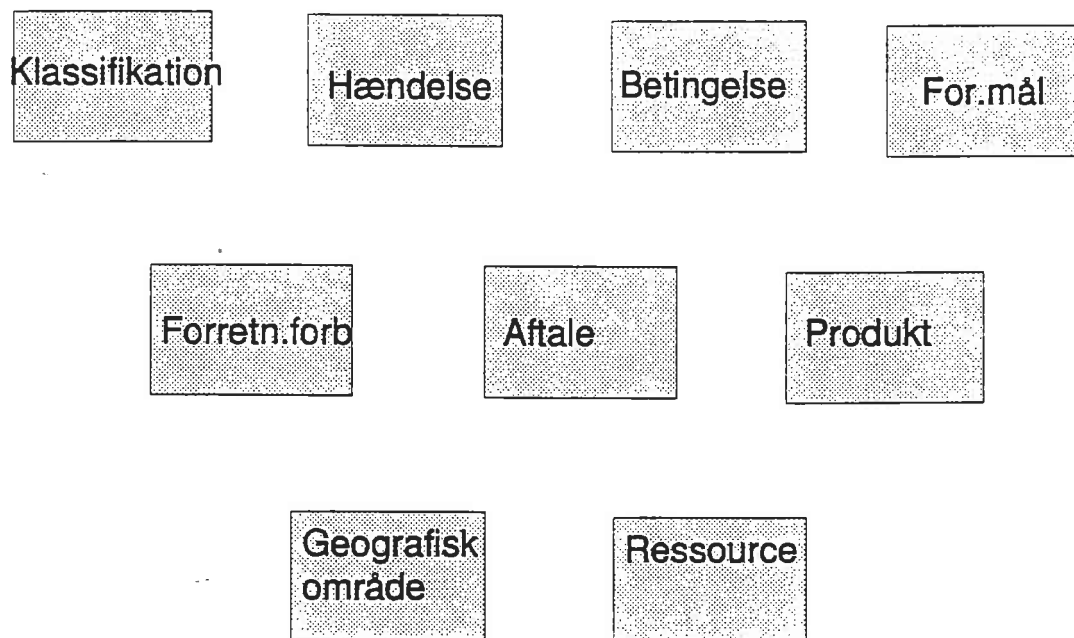 Klassifikation
Hændelse
Betingelse
For.mål
Forretn.forb
Aftale
Produkt
Geografisk
område
Ressource